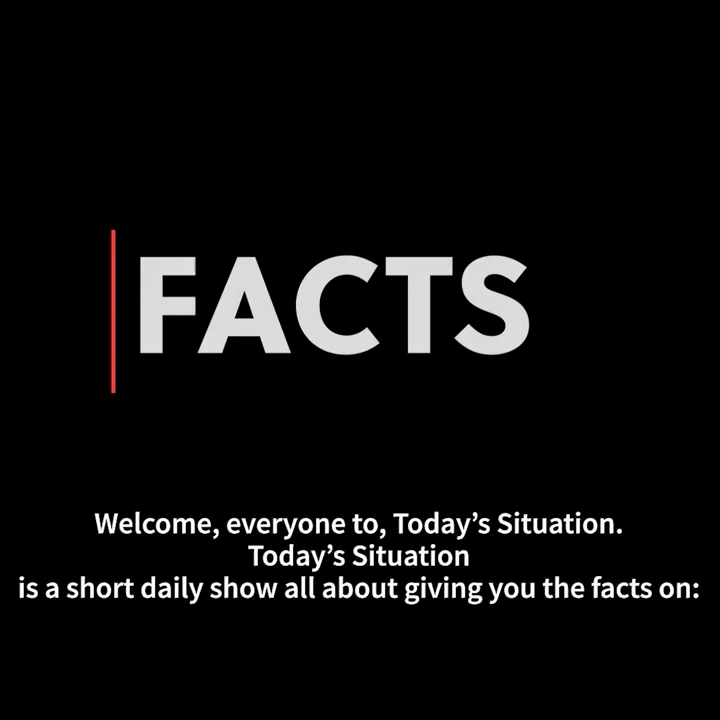 FACTS
Welcome, everyone to, Today’s Situation.
Today’s Situation
is a short daily show all about giving you the facts on: